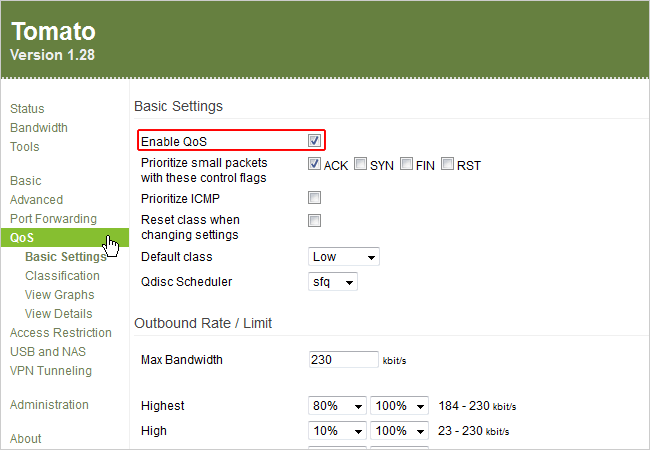 Tomato
Version 1.28
Status
Bandwidth
Tools
Basic
Advanced
Port Forwarding
QoS
Basic Settings
Classification
View Graphs
View Details
Access Restriction
USB and NAS
VPN Tunneling
Administration
About
Basic Settings
Enable QoS
Prioritize small packets
with these control flags
ACK SYN FIN RST
Prioritize ICMP
Reset class when
changing settings
Default class Low
Qdisc Scheduler sfq
Outbound Rate / Limit
Max Bandwidth 230 kbit/s
Highest 80% 100% 184 - 230 kbit/s
High 10% 100% 23 - 230 kbit/s